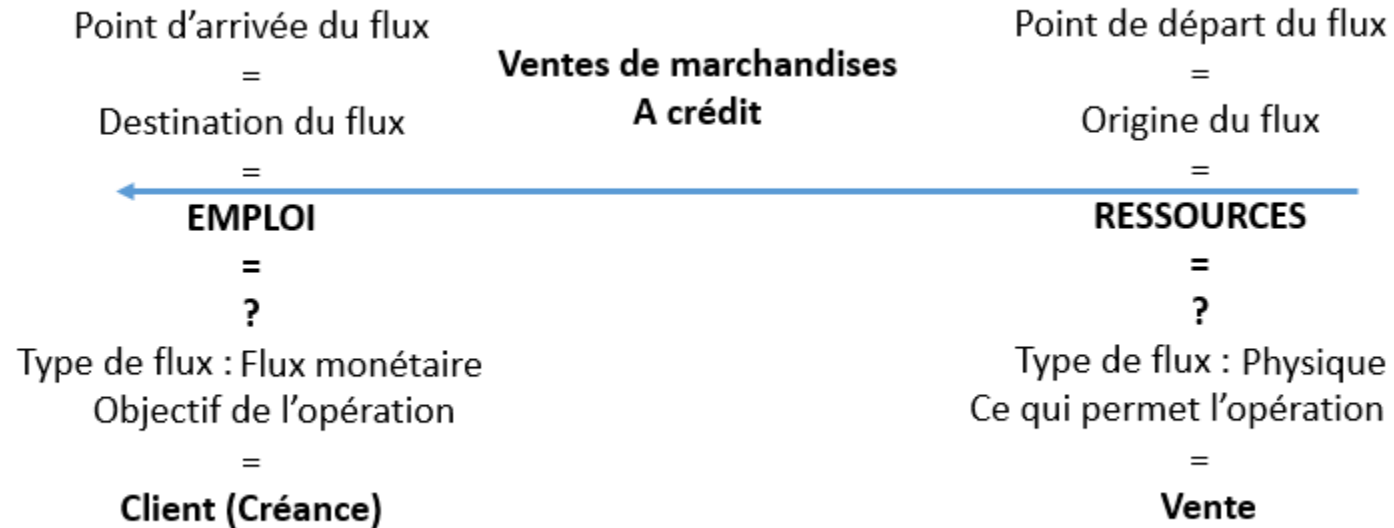 Point d'arrivée du flux
=
Destination du flux
=
EMPLOI
=
?
Type de flux : Flux monétaire
Objectif de l'opération
=
Client (Créance)
Ventes de marchandises
A crédit
Point de départ du flux
=
Origine du flux
=
RESSOURCES
=
?
Type de flux : Physique
Ce qui permet l'opération
=
Vente